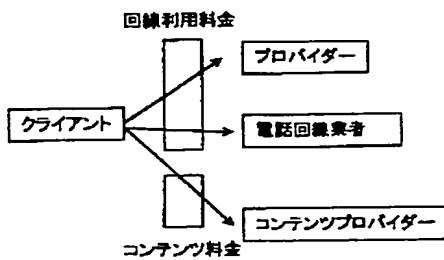 回線利用料金
プロバイダー
クライアント
電話回線業者
コンテンツプロバイダー
コンテンツ料金